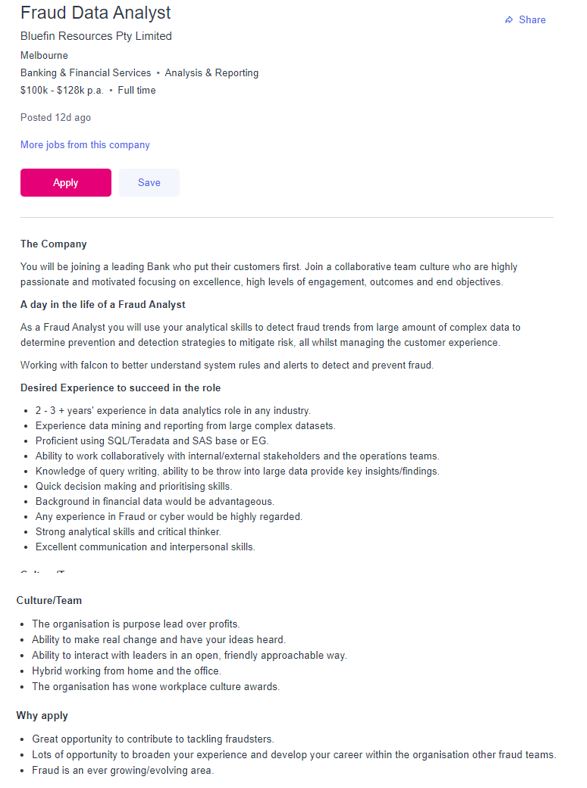 Fraud Data Analyst
Share
Bluefin Resources Pty Limited
Melbourne
Banking & Financial Services • Analysis & Reporting
$100k - $128k p.a. • Full time
Posted 12d ago
More jobs from this company
Apply
Save
The Company
You will be joining a leading Bank who put their customers first. Join a collaborative team culture who are highly
passionate and motivated focusing on excellence, high levels of engagement, outcomes and end objectives.
A day in the life of a Fraud Analyst
As a Fraud Analyst you will use your analytical skills to detect fraud trends from large amount of complex data to
determine prevention and detection strategies to mitigate risk, all whilst managing the customer experience.
Working with falcon to better understand system rules and alerts to detect and prevent fraud.
Desired Experience to succeed in the role
• 2 - 3 + years' experience in data analytics role in any industry.
• Experience data mining and reporting from large complex datasets.
• Proficient using SQL/Teradata and SAS base or EG.
• Ability to work collaboratively with internal/external stakeholders and the operations teams.
• Knowledge of query writing, ability to be throw into large data provide key insights/findings.
• Quick decision making and prioritising skills.
• Background in financial data would be advantageous.
• Any experience in Fraud or cyber would be highly regarded.
• Strong analytical skills and critical thinker.
• Excellent communication and interpersonal skills.
Culture/Team
• The organisation is purpose lead over profits.
• Ability to make real change and have your ideas heard.
• Ability to interact with leaders in an open, friendly approachable way.
• Hybrid working from home and the office.
• The organisation has wone workplace culture awards.
Why apply
• Great opportunity to contribute to tackling fraudsters.
• Lots of opportunity to broaden your experience and develop your career within the organisation other fraud teams.
• Fraud is an ever growing/evolving area.